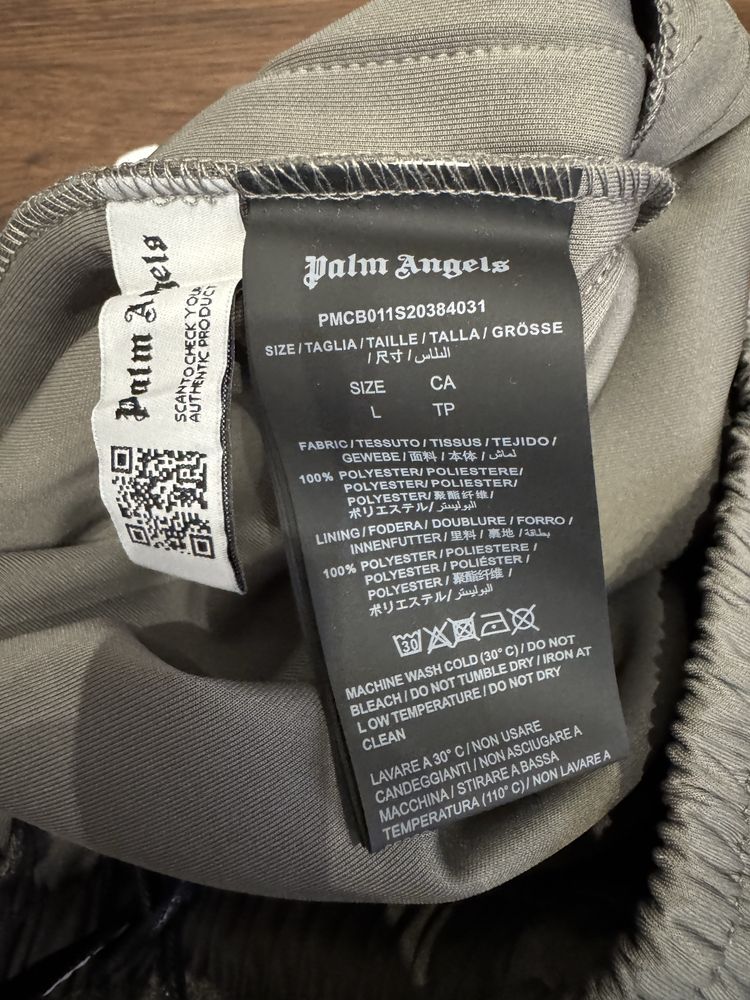 Palm Angels
SCAN TO CHECK YOU
AUTHENTIC PRODUCT
Palm Angels
PMCB011S20384031
SIZE / TAGLIA / TAILLE / TALLA / GRÖSSE
/ 尺寸 /
SIZE CA
L TP
FABRIC / TESSUTO / TISSUS / TEJIDO /
GEWEBE / 面料 / 本体 / لماش
100% POLYESTER/ POLIESTERE/
POLYESTER/ POLIESTER/
POLYESTER/ 聚酯纤维 /
ポリエステル/ البوليستر
LINING / FODERA / DOUBLURE / FORRO /
INNENFUTTER / 里料 / 裏地 / بطانة
100% POLYESTER / POLIESTERE /
POLYESTER / POLIÉSTER /
POLYESTER / 聚酯纤维 /
ポリエステル/ البوليستر
30
MACHINE WASH COLD (30° C) / DO NOT
BLEACH / DO NOT TUMBLE DRY / IRON AT
LOW TEMPERATURE / DO NOT DRY
CLEAN
LAVARE A 30° C / NON USARE
CANDEGGIANTI / NON ASCIUGARE A
MACCHINA / STIRARE A BASSA
TEMPERATURA (110° C) / NON LAVARE A